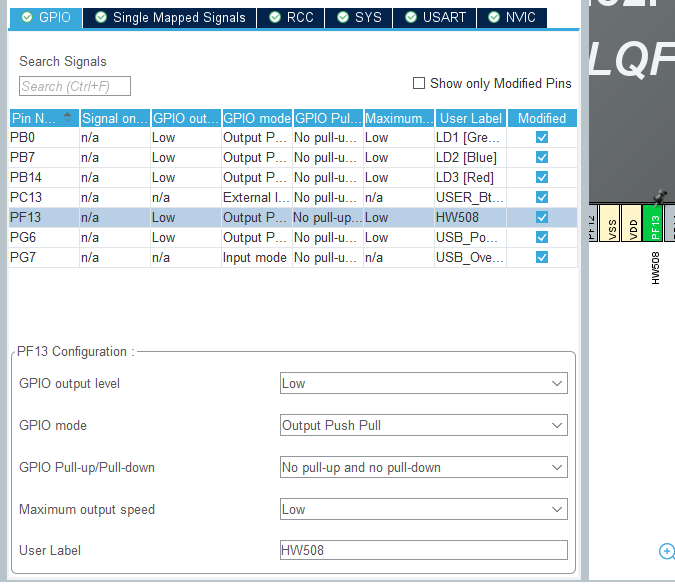 GPIO Single Mapped Signals RCC SYS USART NVIC
Search Signals
Search (Ctrl+F)
Show only Modified Pins
Pin N... Signal on... GPIO out... GPIO mode GPIO Pul... Maximum... User Label Modified
PB0 n/a Low Output P... No pull-u... Low LD1 [Gre...
PB7 n/a Low Output P... No pull-u... Low LD2 [Blue]
PB14 n/a Low Output P... No pull-u... Low LD3 [Red]
PC13 n/a n/a External I... No pull-u... n/a USER_Bt...
PF13 n/a Low Output P... No pull-up... Low HW508
PG6 n/a Low Output P... No pull-u... Low USB_Po...
PG7 n/a n/a Input mode No pull-u... n/a USB_Ove...
PF13 Configuration :
GPIO output level Low
GPIO mode Output Push Pull
GPIO Pull-up/Pull-down No pull-up and no pull-down
Maximum output speed Low
User Label HW508
LQF
VSS
VDD
PF13
HW508